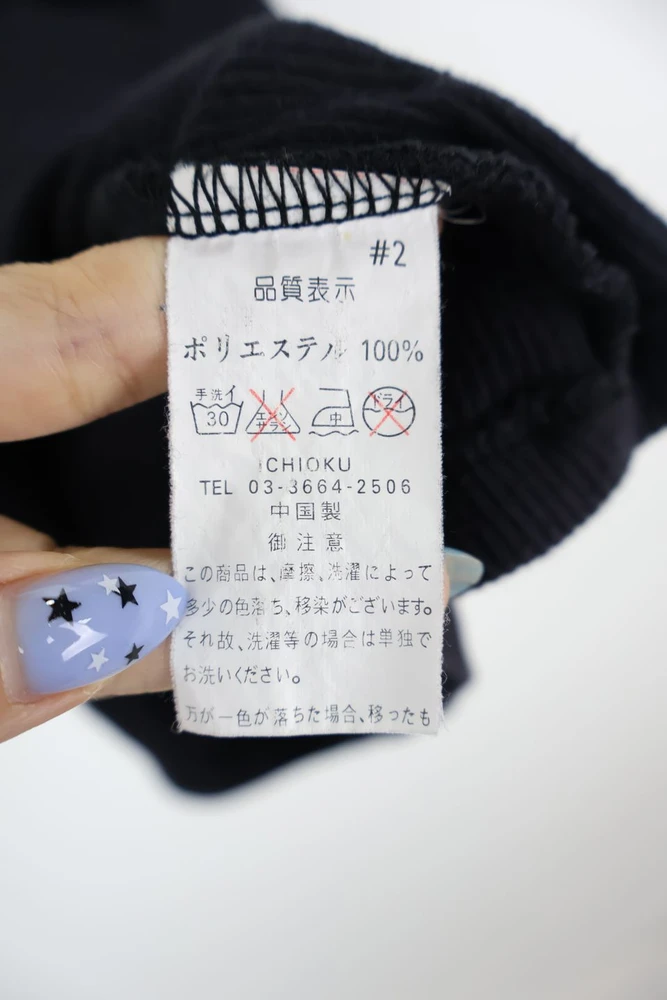 #2
品質表示
ポリエステル 100%
手洗イ
30
エンソ
サラシ
中
ドライ
ICHIOKU
TEL 03-3664-2506
中国製
御注意
この商品は、摩擦、洗濯によって
多少の色落ち、移染がございます。
それ故、洗濯等の場合は単独で
お洗いください。
万が一色が落ちた場合、移ったも